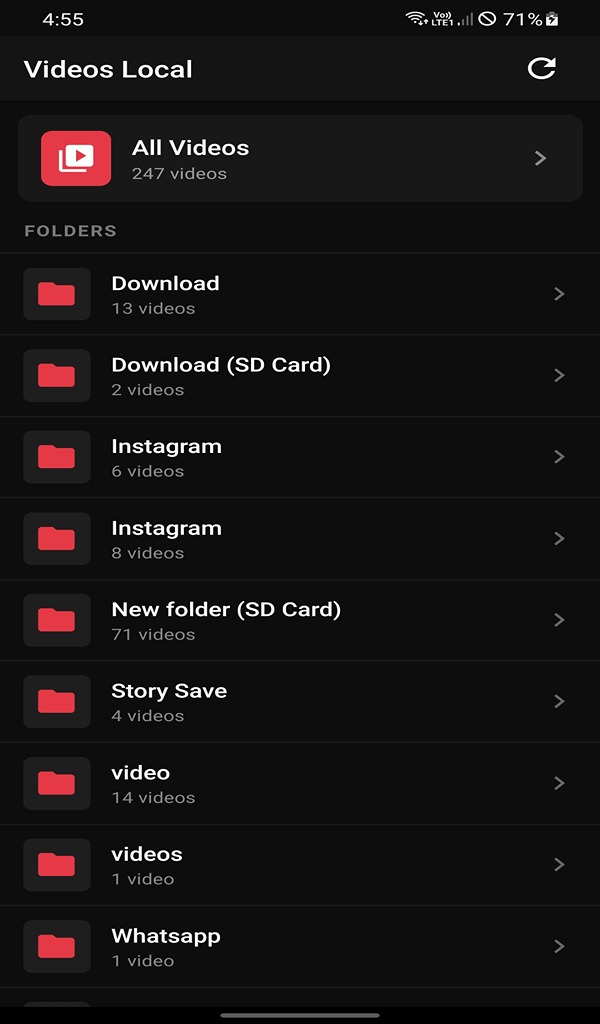 4:55
Vo))
LTE1
71%
Videos Local
All Videos
247 videos
FOLDERS
Download
13 videos
Download (SD Card)
2 videos
Instagram
6 videos
Instagram
8 videos
New folder (SD Card)
71 videos
Story Save
4 videos
video
14 videos
videos
1 video
Whatsapp
1 video